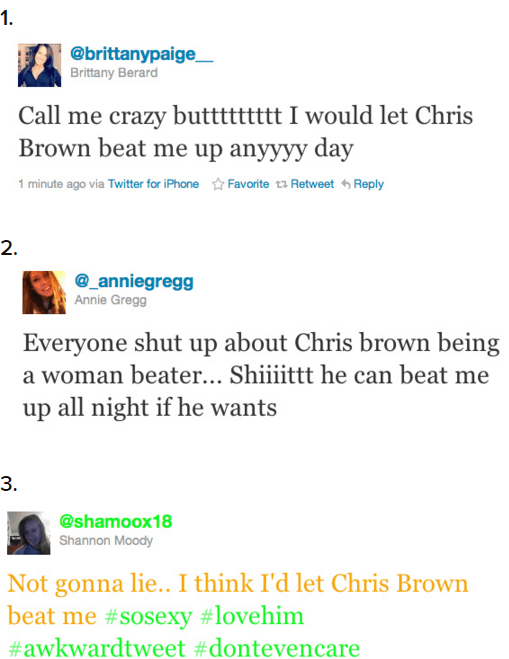 1.
@brittanypaige__
Brittany Berard
Call me crazy butttttttt I would let Chris
Brown beat me up anyyyy day
1 minute ago via Twitter for iPhone Favorite Retweet Reply
2.
@_anniegregg
Annie Gregg
Everyone shut up about Chris brown being
a woman beater... Shiiiittt he can beat me
up all night if he wants
3.
@shamoox18
Shannon Moody
Not gonna lie.. I think I'd let Chris Brown
beat me #sosexy #lovehim
#awkwardtweet #dontevencare